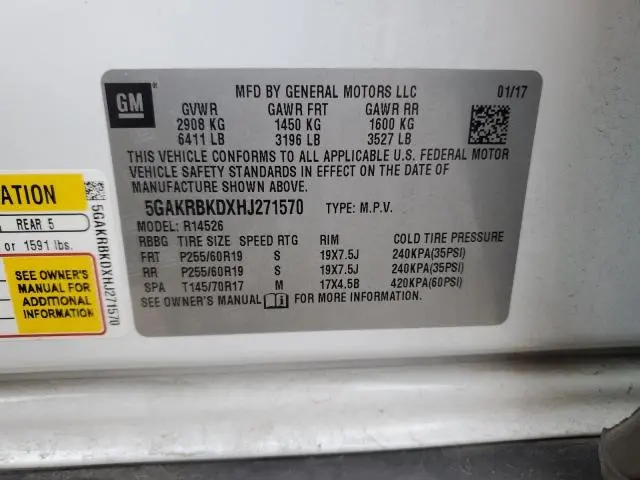 GM
MFD BY GENERAL MOTORS LLC 01/17
GVWR GAWR FRT GAWR RR
2908 KG 1450 KG 1600 KG
6411 LB 3196 LB 3527 LB
THIS VEHICLE CONFORMS TO ALL APPLICABLE U.S. FEDERAL MOTOR
VEHICLE SAFETY STANDARDS IN EFFECT ON THE DATE OF
MANUFACTURE SHOWN ABOVE.
5GAKRBKDXHJ271570 TYPE: M.P.V.
MODEL: R14526
RBBG TIRE SIZE SPEED RTG RIM COLD TIRE PRESSURE
FRT P255/60R19 S 19X7.5J 240KPA(35PSI)
RR P255/60R19 S 19X7.5J 240KPA(35PSI)
SPA T145/70R17 M 17X4.5B 420KPA(60PSI)
SEE OWNER'S MANUAL i FOR MORE INFORMATION.
ATION
REAR 5
or 1591 lbs.
SEE OWNER'S
MANUAL FOR
ADDITIONAL
INFORMATION
5GAKRBKDXHJ271570